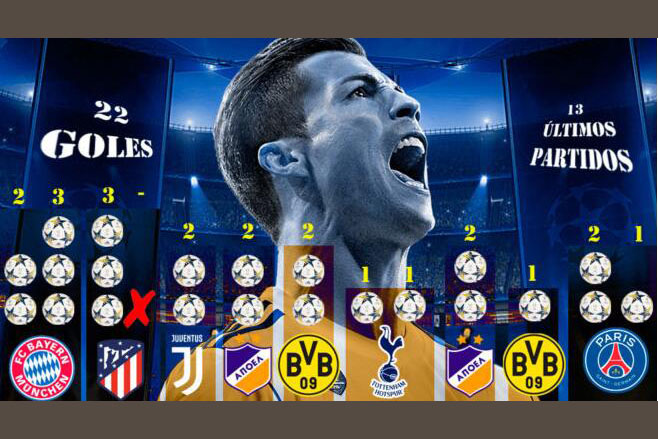 22
GOLES
13
ÚLTIMOS
PARTIDOS
2 3 3 - 2 2 2 1 1 2 1 2 1
FC BAYERN
MÜNCHEN
JUVENTUS
ΑΠΟΕΛ
BVB
09
TOTTENHAM
HOTSPUR
ΑΠΟΕΛ
BVB
09
PARIS
SAINT-GERMAIN